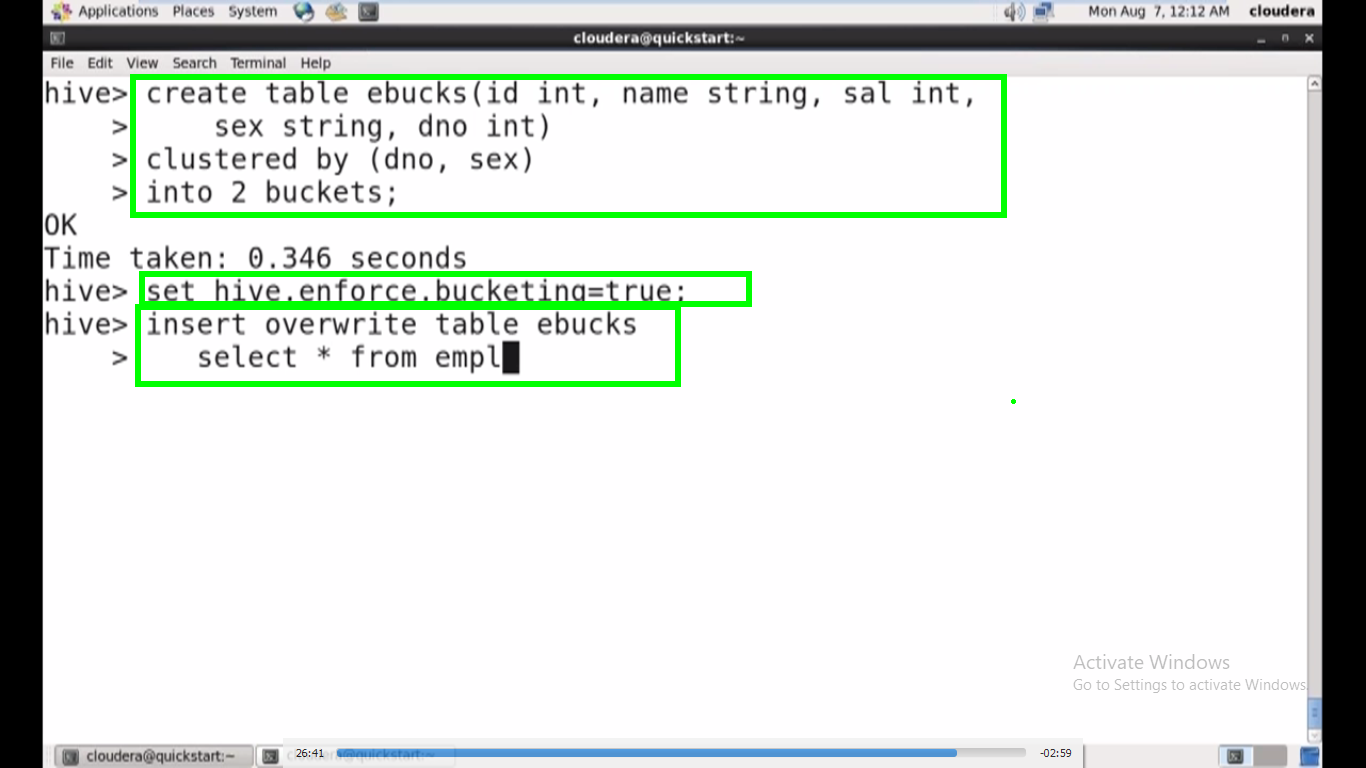 Applications Places System Mon Aug 7, 12:12 AM cloudera
cloudera@quickstart:~
File Edit View Search Terminal Help
hive> create table ebucks(id int, name string, sal int,
> sex string, dno int)
> clustered by (dno, sex)
> into 2 buckets;
OK
Time taken: 0.346 seconds
hive> set hive.enforce.bucketing=true;
hive> insert overwrite table ebucks
> select * from empl
Activate Windows
Go to Settings to activate Windows.
cloudera@quickstart:~ cloudera@quickstart:~
26:41 -02:59